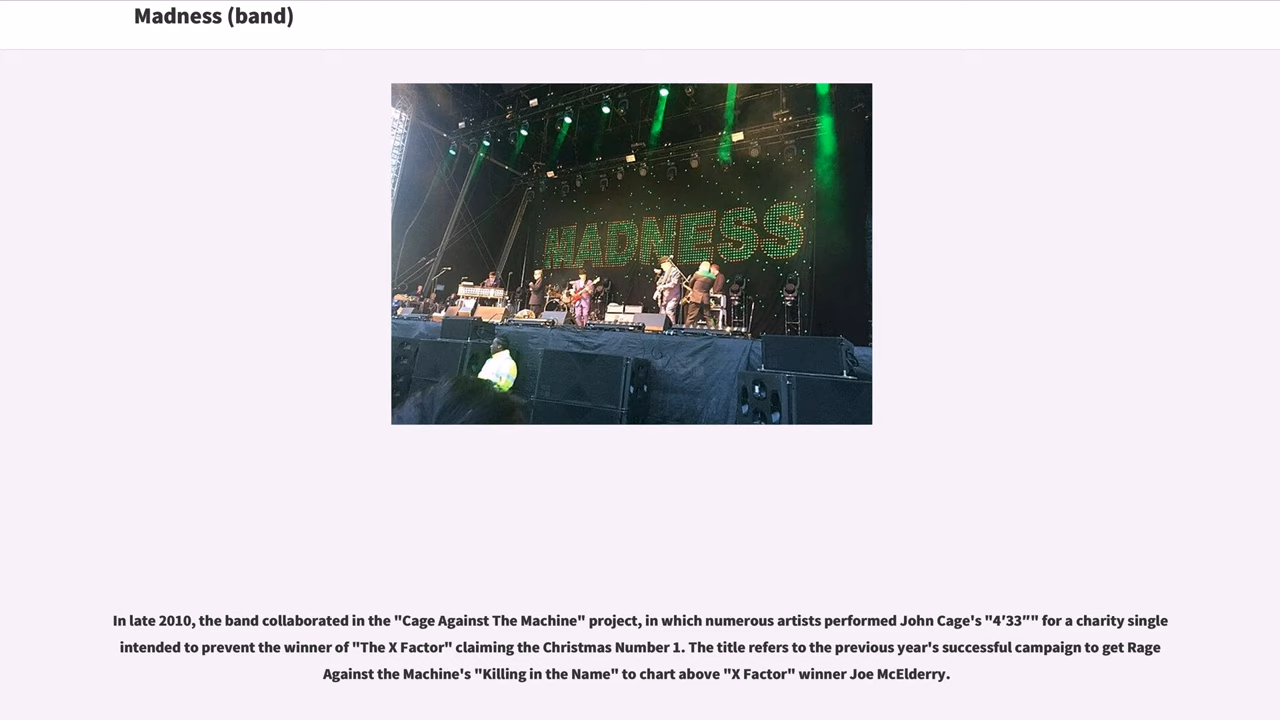 Madness (band)
MADNESS
In late 2010, the band collaborated in the "Cage Against The Machine" project, in which numerous artists performed John Cage's "4′33″" for a charity single
intended to prevent the winner of "The X Factor" claiming the Christmas Number 1. The title refers to the previous year's successful campaign to get Rage
Against the Machine's "Killing in the Name" to chart above "X Factor" winner Joe McElderry.